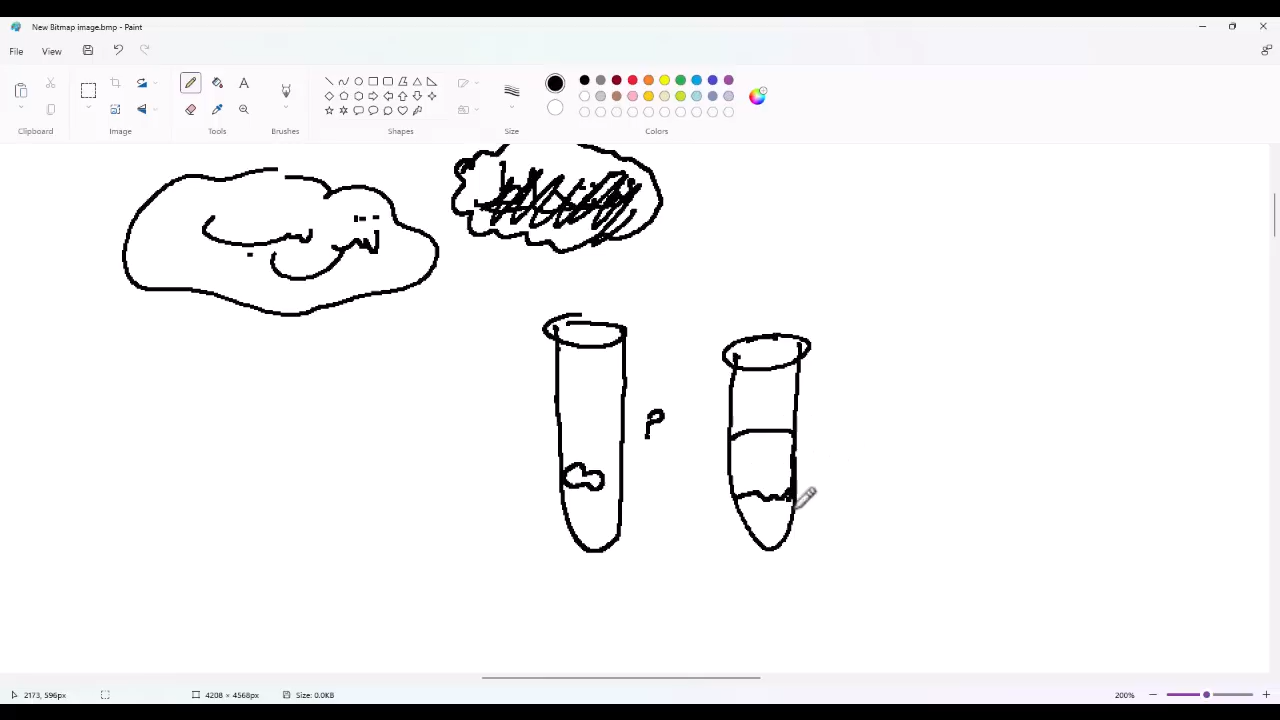 New Bitmap image.bmp - Paint
File View
Clipboard Image Tools Brushes Shapes Size Colors
P
2173, 596px 4208 × 4568px Size: 0.0KB 200%